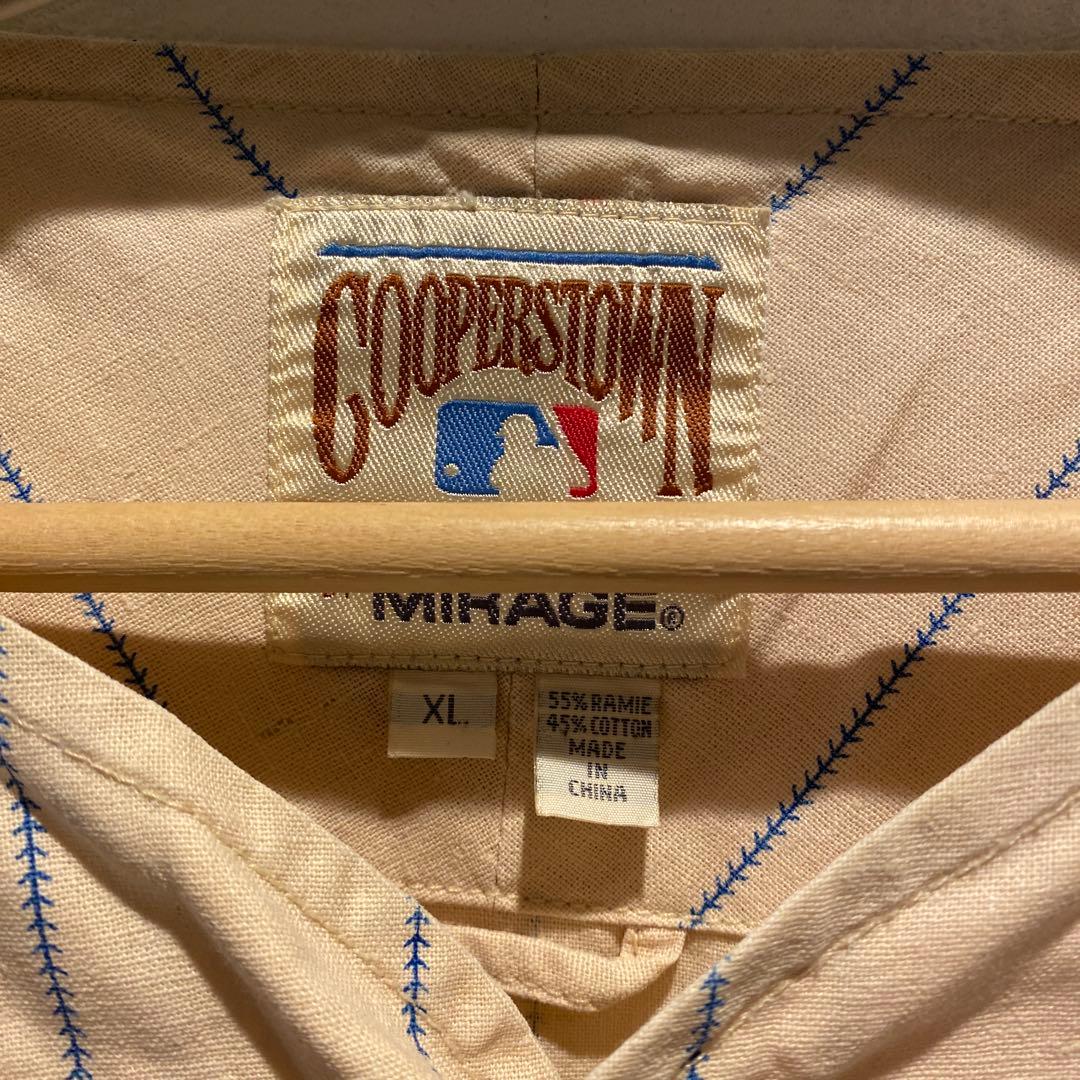 COOPERSTOWN
MIRAGE®
XL
55% RAMIE
45% COTTON
MADE
IN
CHINA